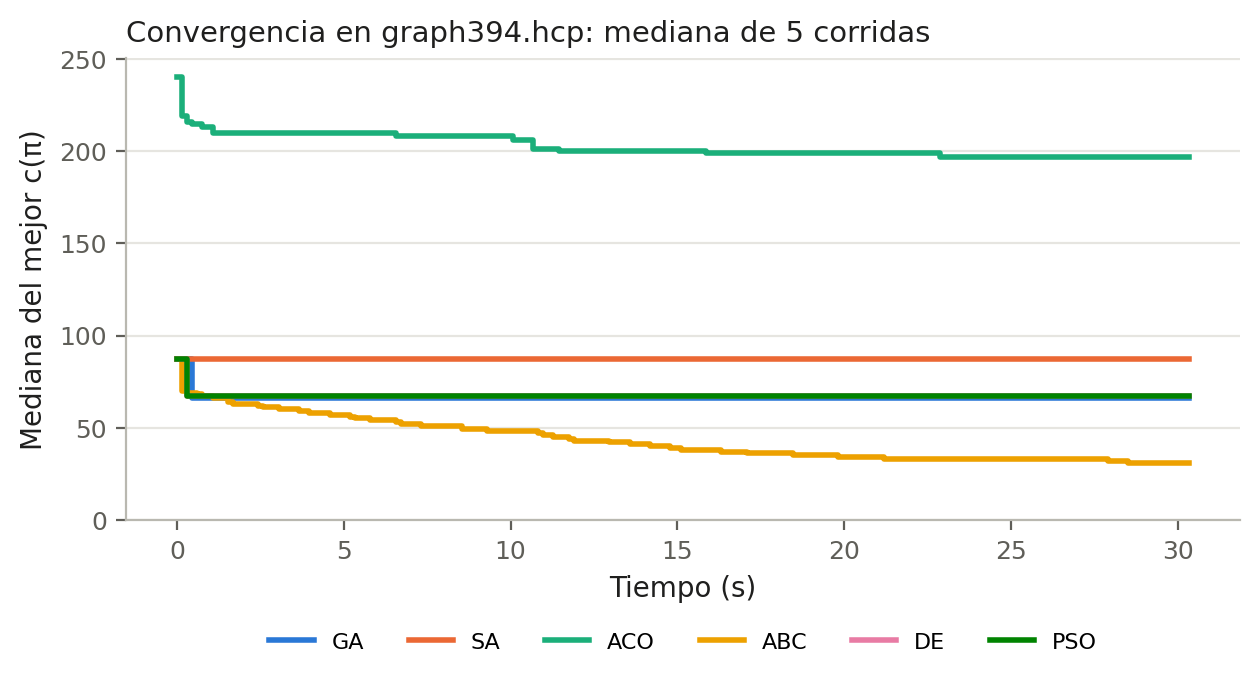 Convergencia en graph394.hcp: mediana de 5 corridas
Mediana del mejor c(π)
250
200
150
100
50
0
0 5 10 15 20 25 30
Tiempo (s)
GA SA ACO ABC DE PSO